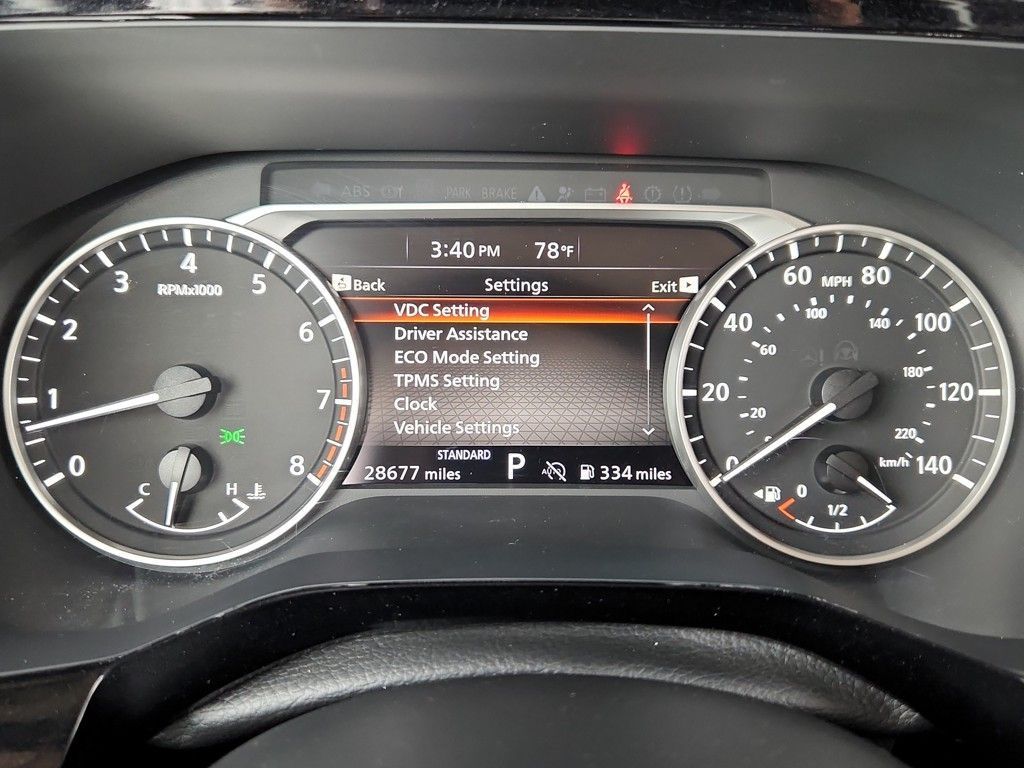 ABS
PARK BRAKE
3:40 PM 78°F
Back Settings Exit
VDC Setting
Driver Assistance
ECO Mode Setting
TPMS Setting
Clock
Vehicle Settings
STANDARD
28677 miles P AUTO 334 miles
RPMx1000
0
1
2
3
4
5
6
7
8
C H
MPH
0
20
40
60
80
100
120
140
20
60
100
140
180
220
km/h
0 1/2